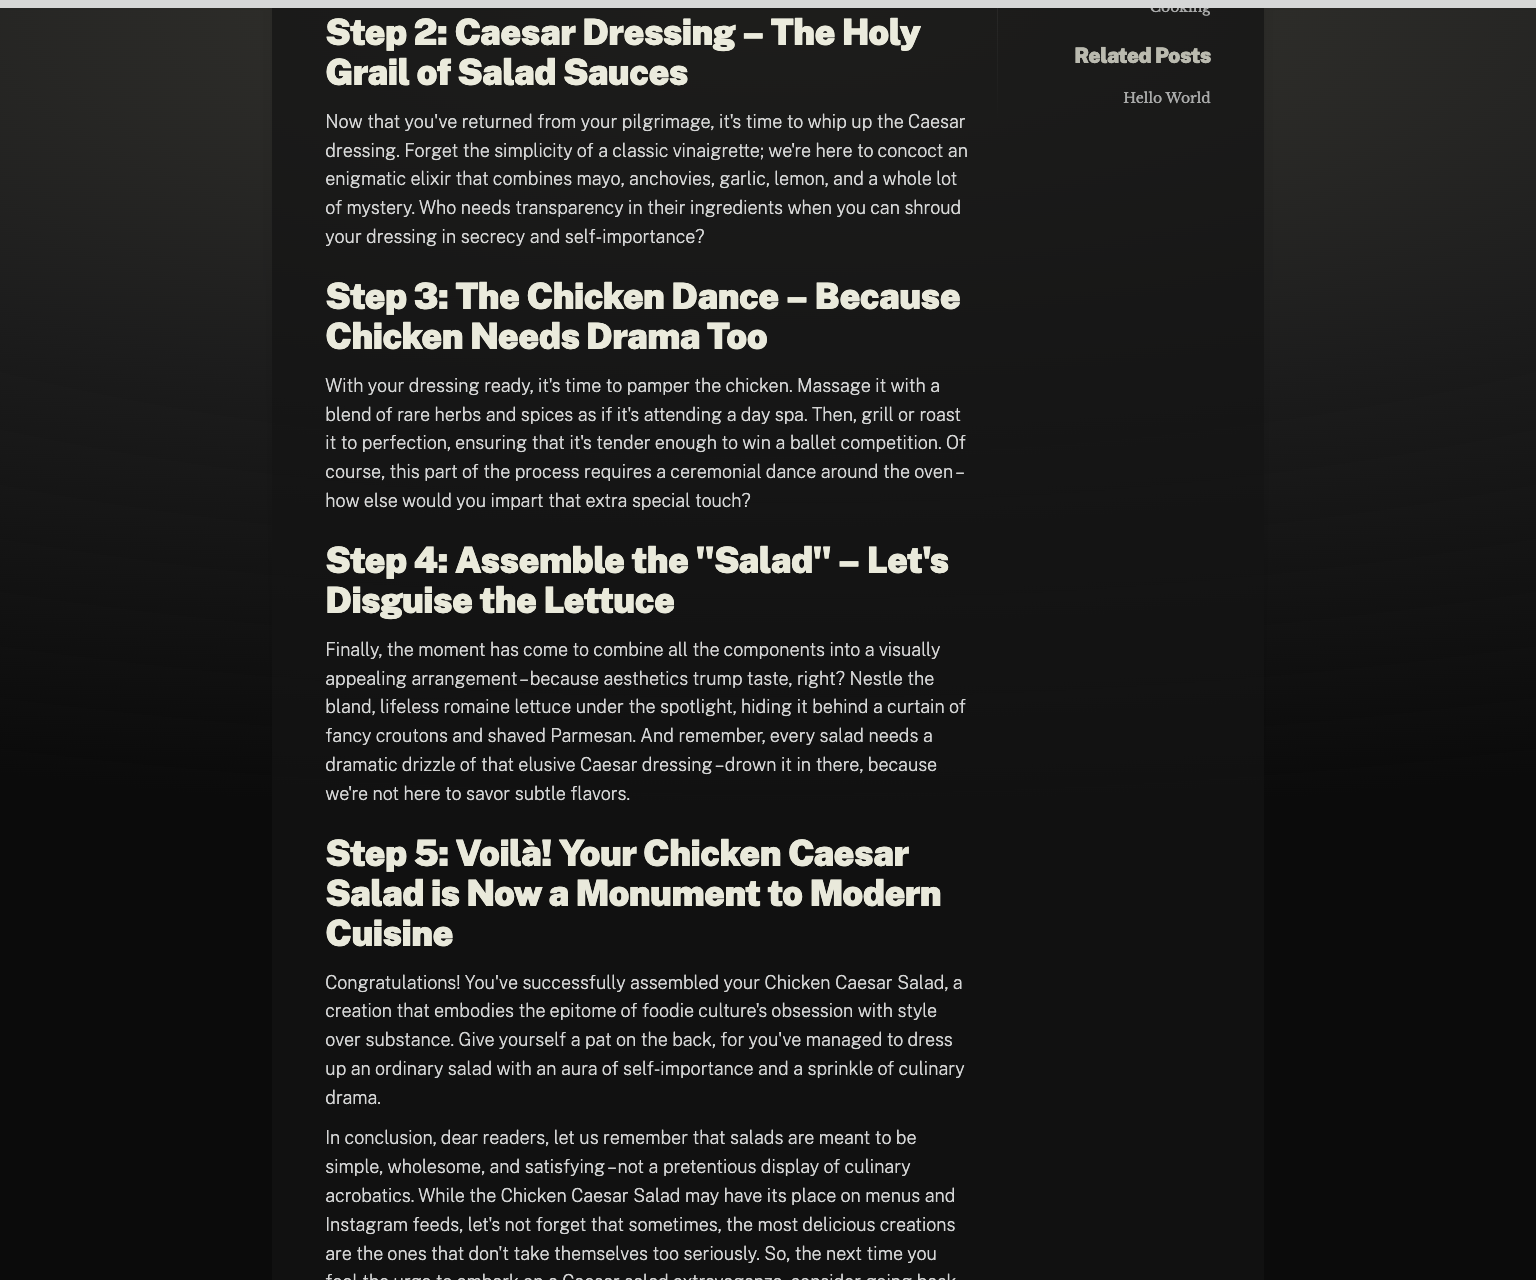 Step 2: Caesar Dressing – The Holy
Grail of Salad Sauces
Now that you've returned from your pilgrimage, it's time to whip up the Caesar
dressing. Forget the simplicity of a classic vinaigrette; we're here to concoct an
enigmatic elixir that combines mayo, anchovies, garlic, lemon, and a whole lot
of mystery. Who needs transparency in their ingredients when you can shroud
your dressing in secrecy and self-importance?
Step 3: The Chicken Dance – Because
Chicken Needs Drama Too
With your dressing ready, it's time to pamper the chicken. Massage it with a
blend of rare herbs and spices as if it's attending a day spa. Then, grill or roast
it to perfection, ensuring that it's tender enough to win a ballet competition. Of
course, this part of the process requires a ceremonial dance around the oven–
how else would you impart that extra special touch?
Step 4: Assemble the "Salad" – Let's
Disguise the Lettuce
Finally, the moment has come to combine all the components into a visually
appealing arrangement–because aesthetics trump taste, right? Nestle the
bland, lifeless romaine lettuce under the spotlight, hiding it behind a curtain of
fancy croutons and shaved Parmesan. And remember, every salad needs a
dramatic drizzle of that elusive Caesar dressing–drown it in there, because
we're not here to savor subtle flavors.
Step 5: Voilà! Your Chicken Caesar
Salad is Now a Monument to Modern
Cuisine
Congratulations! You've successfully assembled your Chicken Caesar Salad, a
creation that embodies the epitome of foodie culture's obsession with style
over substance. Give yourself a pat on the back, for you've managed to dress
up an ordinary salad with an aura of self-importance and a sprinkle of culinary
drama.
In conclusion, dear readers, let us remember that salads are meant to be
simple, wholesome, and satisfying–not a pretentious display of culinary
acrobatics. While the Chicken Caesar Salad may have its place on menus and
Instagram feeds, let's not forget that sometimes, the most delicious creations
are the ones that don't take themselves too seriously. So, the next time you
feel the urge to embark on a Caesar salad extravaganza, consider going back
Cooking
Related Posts
Hello World